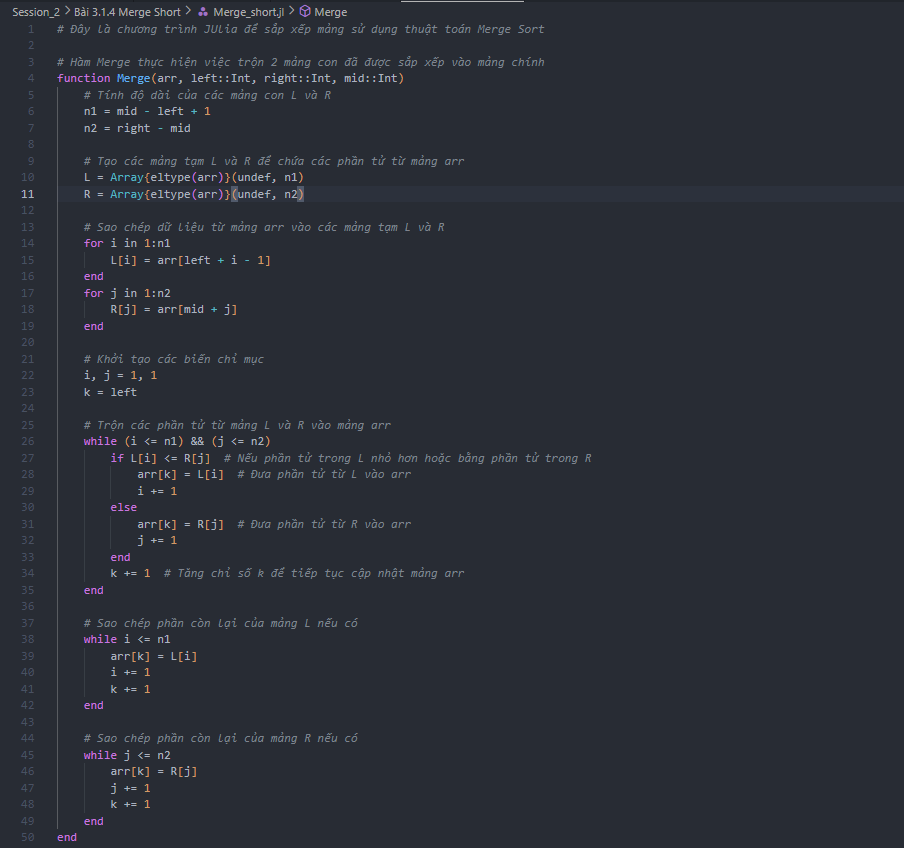 Session_2 > Bài 3.1.4 Merge Short > Merge_short.jl > Merge
1 # Đây là chương trình JUlia để sắp xếp mảng sử dụng thuật toán Merge Sort
2
3 # Hàm Merge thực hiện việc trộn 2 mảng con đã được sắp xếp vào mảng chính
4 function Merge(arr, left::Int, right::Int, mid::Int)
5 # Tính độ dài của các mảng con L và R
6 n1 = mid - left + 1
7 n2 = right - mid
8
9 # Tạo các mảng tạm L và R để chứa các phần tử từ mảng arr
10 L = Array{eltype(arr)}(undef, n1)
11 R = Array{eltype(arr)}(undef, n2)
12
13 # Sao chép dữ liệu từ mảng arr vào các mảng tạm L và R
14 for i in 1:n1
15 L[i] = arr[left + i - 1]
16 end
17 for j in 1:n2
18 R[j] = arr[mid + j]
19 end
20
21 # Khởi tạo các biến chỉ mục
22 i, j = 1, 1
23 k = left
24
25 # Trộn các phần tử từ mảng L và R vào mảng arr
26 while (i <= n1) && (j <= n2)
27 if L[i] <= R[j] # Nếu phần tử trong L nhỏ hơn hoặc bằng phần tử trong R
28 arr[k] = L[i] # Đưa phần tử từ L vào arr
29 i += 1
30 else
31 arr[k] = R[j] # Đưa phần tử từ R vào arr
32 j += 1
33 end
34 k += 1 # Tăng chỉ số k để tiếp tục cập nhật mảng arr
35 end
36
37 # Sao chép phần còn lại của mảng L nếu có
38 while i <= n1
39 arr[k] = L[i]
40 i += 1
41 k += 1
42 end
43
44 # Sao chép phần còn lại của mảng R nếu có
45 while j <= n2
46 arr[k] = R[j]
47 j += 1
48 k += 1
49 end
50 end